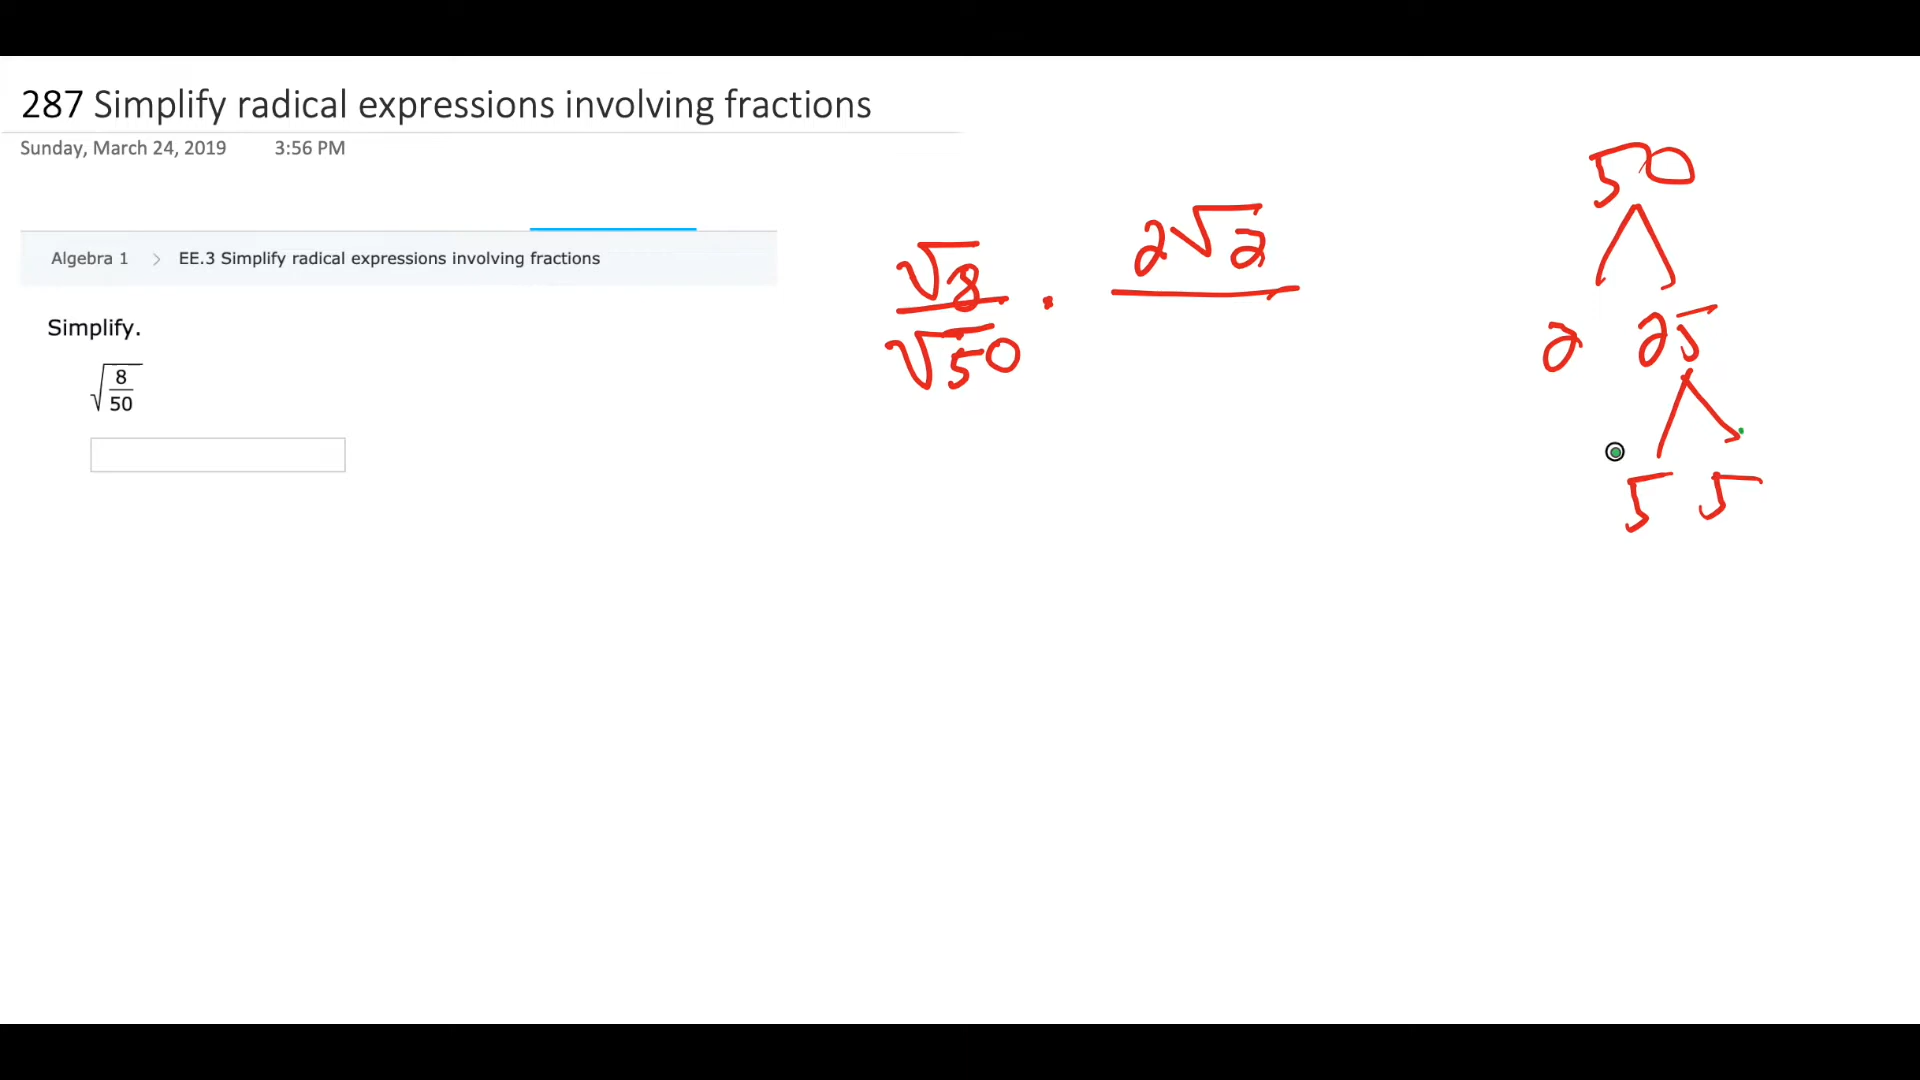 287 Simplify radical expressions involving fractions
Sunday, March 24, 2019 3:56 PM
Algebra 1 > EE.3 Simplify radical expressions involving fractions
Simplify.
√(8/50)
√8/√50 · 2√2
50
2 25
5 5